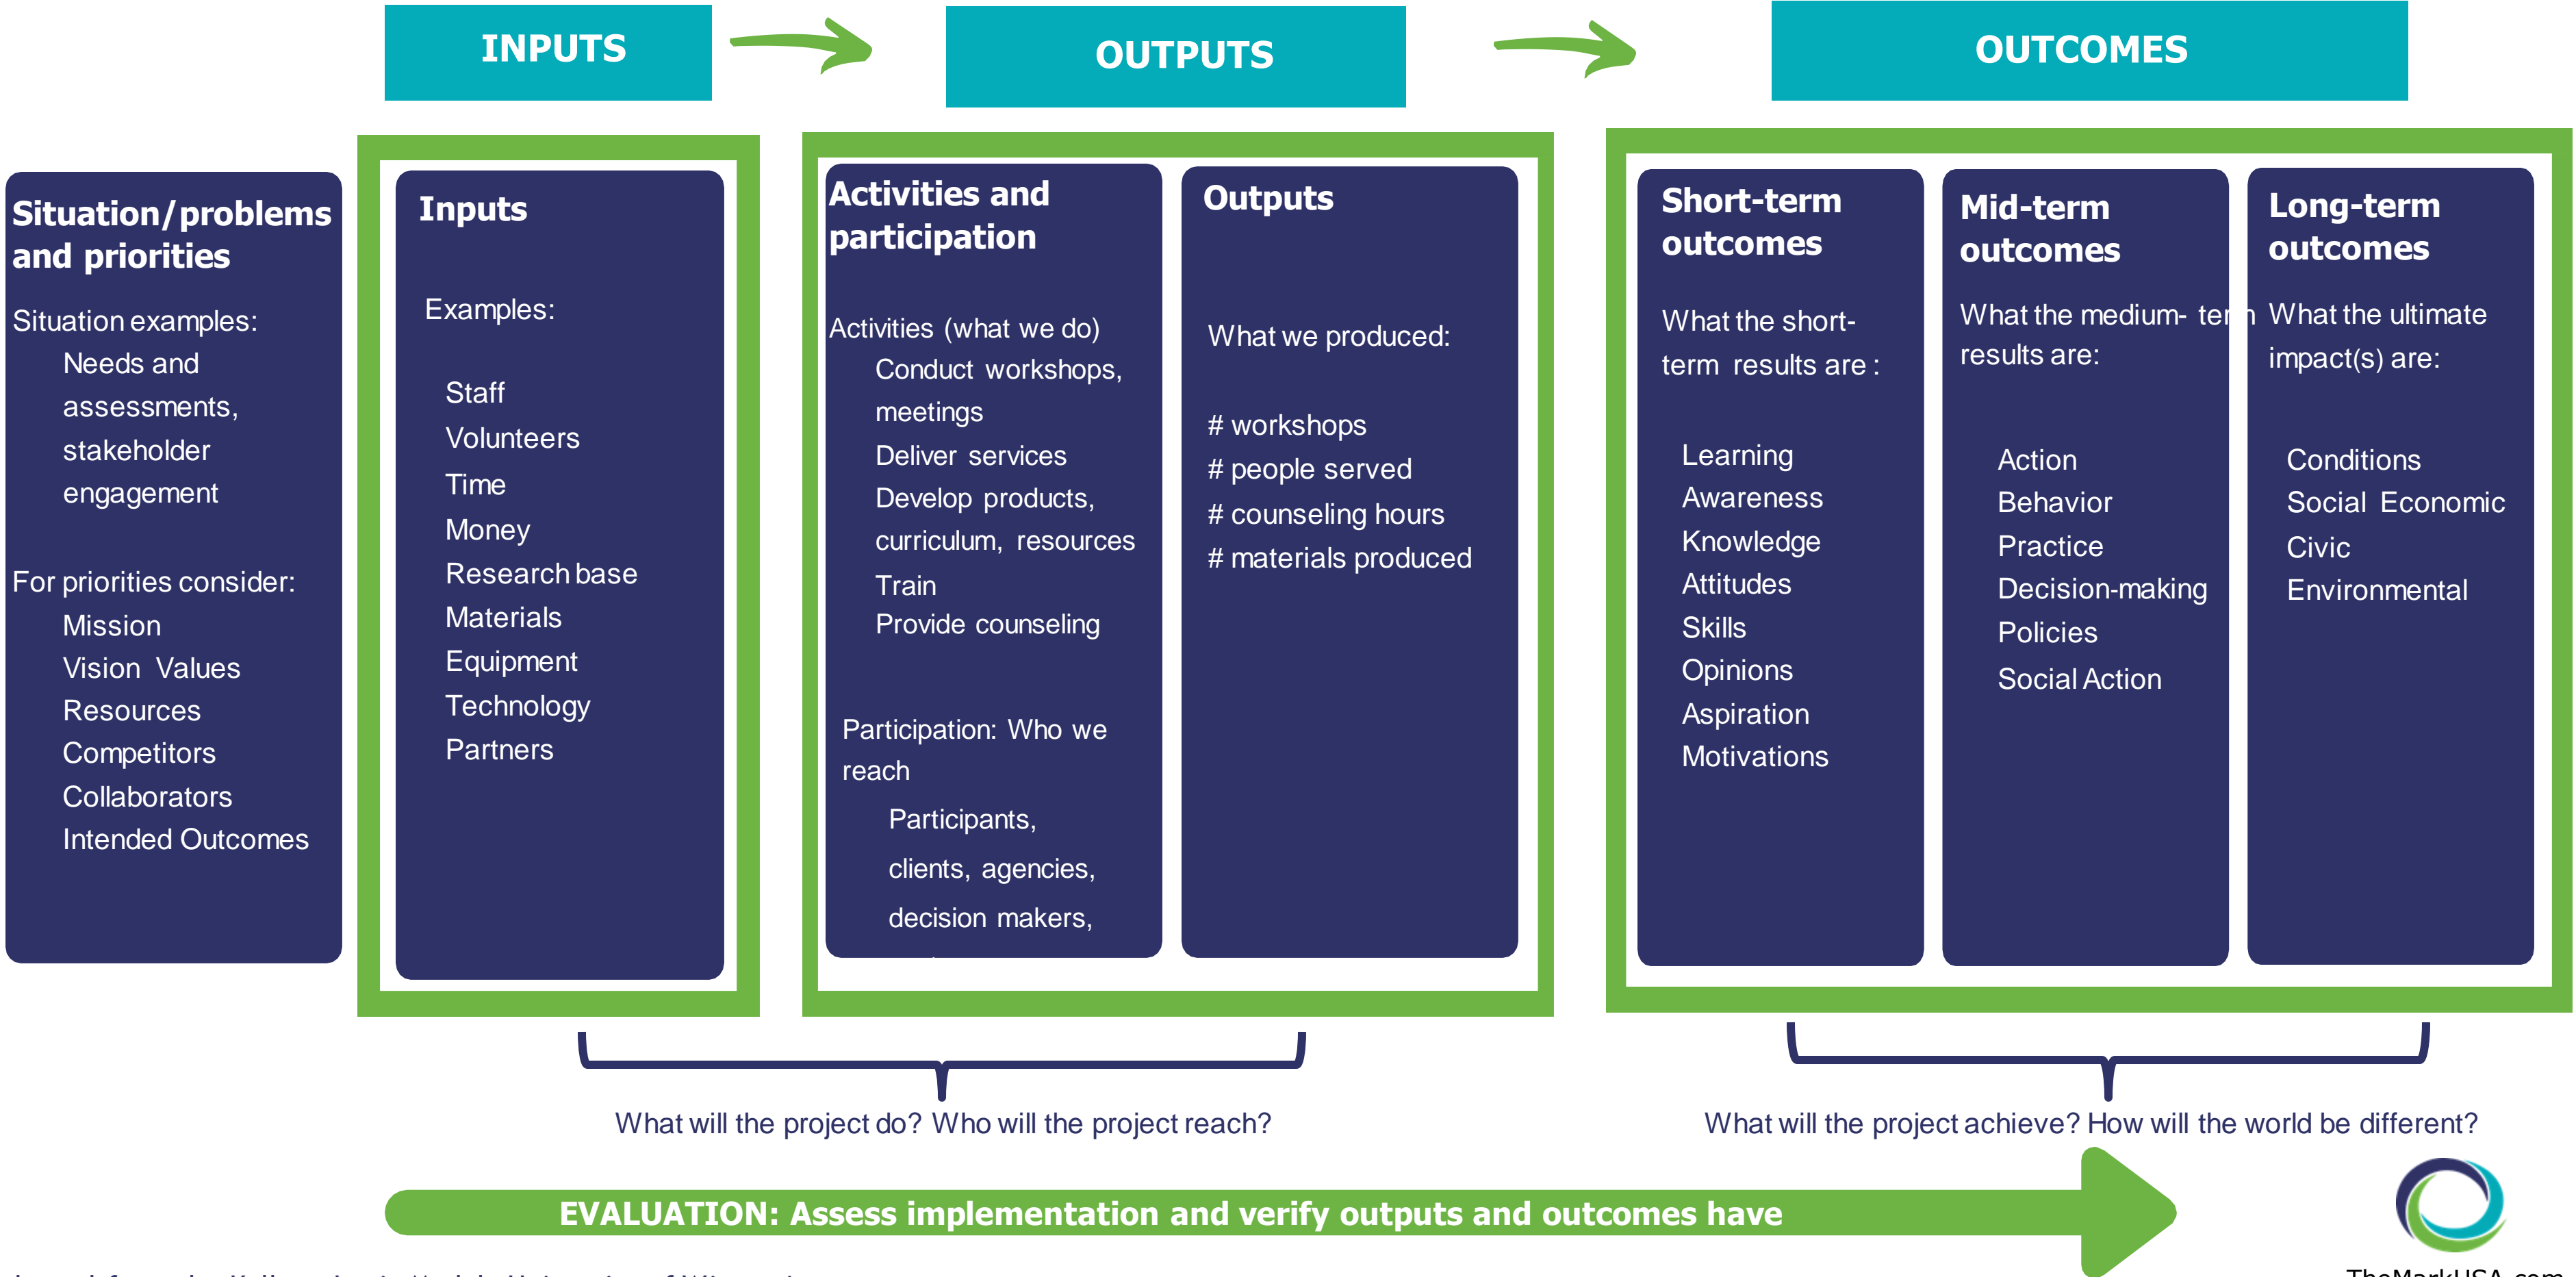 INPUTS
OUTPUTS
OUTCOMES
Situation/problems
and priorities
Situation examples:
Needs and
assessments,
stakeholder
engagement
For priorities consider:
Mission
Vision Values
Resources
Competitors
Collaborators
Intended Outcomes
Inputs
Examples:
Staff
Volunteers
Time
Money
Research base
Materials
Equipment
Technology
Partners
Activities and
participation
Activities (what we do)
Conduct workshops,
meetings
Deliver services
Develop products,
curriculum, resources
Train
Provide counseling
Participation: Who we
reach
Participants,
clients, agencies,
decision makers,
Outputs
What we produced:
# workshops
# people served
# counseling hours
# materials produced
Short-term
outcomes
What the short-
term results are :
Learning
Awareness
Knowledge
Attitudes
Skills
Opinions
Aspiration
Motivations
Mid-term
outcomes
What the medium- term
results are:
Action
Behavior
Practice
Decision-making
Policies
Social Action
Long-term
outcomes
What the ultimate
impact(s) are:
Conditions
Social Economic
Civic
Environmental
What will the project do? Who will the project reach?
What will the project achieve? How will the world be different?
EVALUATION: Assess implementation and verify outputs and outcomes have
TheMarkUSA.com